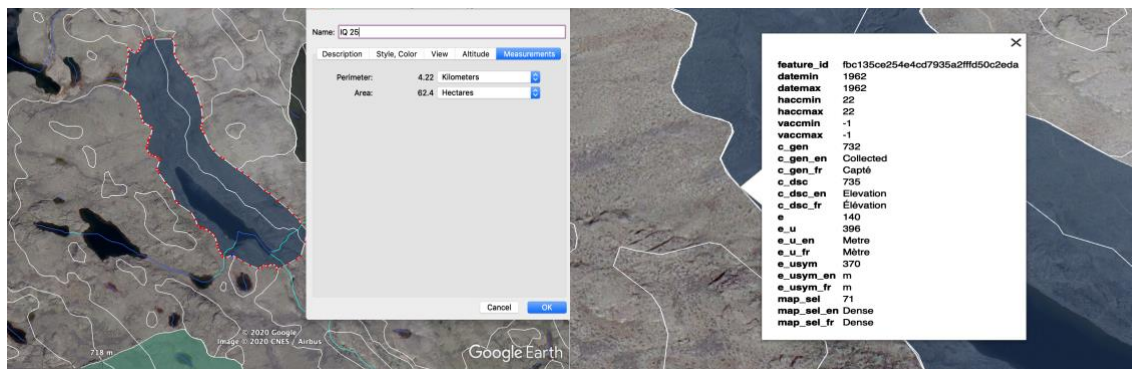 Name: IQ 25
Description Style, Color View Altitude Measurements
Perimeter: 4.22 Kilometers
Area: 62.4 Hectares
Cancel OK
© 2020 Google
Image © 2020 CNES / Airbus
718 m
Google Earth
feature_id fbc135ce254e4cd7935a2fffd50c2eda
datemin 1962
datemax 1962
haccmin 22
haccmax 22
vaccmin -1
vaccmax -1
c_gen 732
c_gen_en Collected
c_gen_fr Capté
c_dsc 735
c_dsc_en Elevation
c_dsc_fr Élévation
e 140
e_u 396
e_u_en Metre
e_u_fr Mètre
e_usym 370
e_usym_en m
e_usym_fr m
map_sel 71
map_sel_en Dense
map_sel_fr Dense